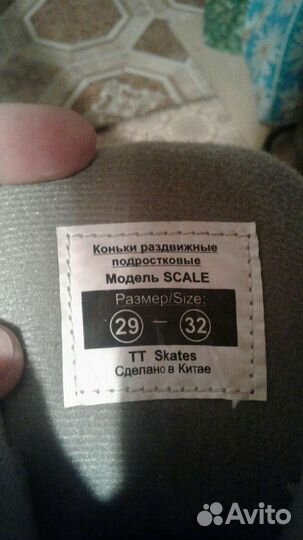 Коньки раздвижные
подростковые
Модель SCALE
Размер/Size:
29 – 32
TT Skates
Сделано в Китае
Avito